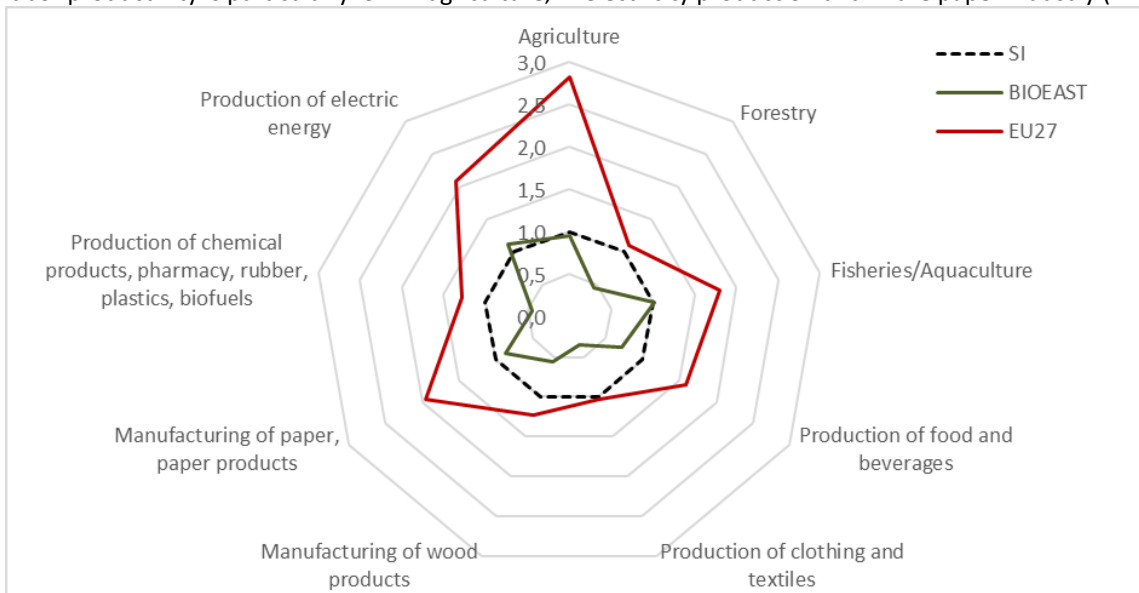 Agriculture
3,0
2,5
2,0
1,5
1,0
0,5
0,0
SI
BIOEAST
EU27
Forestry
Fisheries/Aquaculture
Production of food and
beverages
Production of clothing and
textiles
Manufacturing of wood
products
Manufacturing of paper,
paper products
Production of chemical
products, pharmacy, rubber,
plastics, biofuels
Production of electric
energy